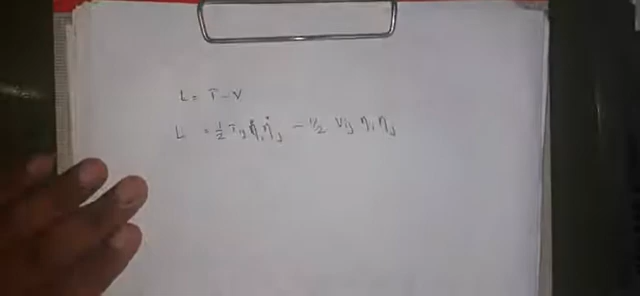 L = T - V
L = 1/2 Tij η̇i η̇j - 1/2 Vij ηi ηj